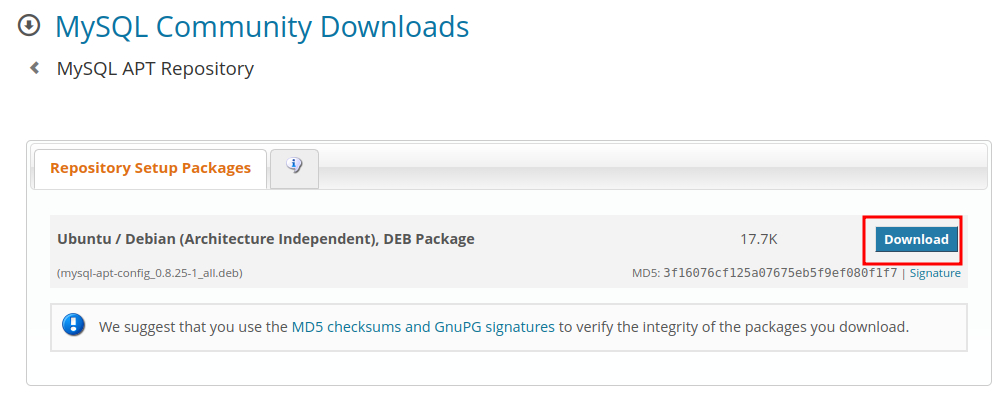 MySQL Community Downloads
MySQL APT Repository
Repository Setup Packages
Ubuntu / Debian (Architecture Independent), DEB Package 17.7K Download
(mysql-apt-config_0.8.25-1_all.deb) MD5: 3f16076cf125a07675eb5f9ef080f1f7 | Signature
We suggest that you use the MD5 checksums and GnuPG signatures to verify the integrity of the packages you download.